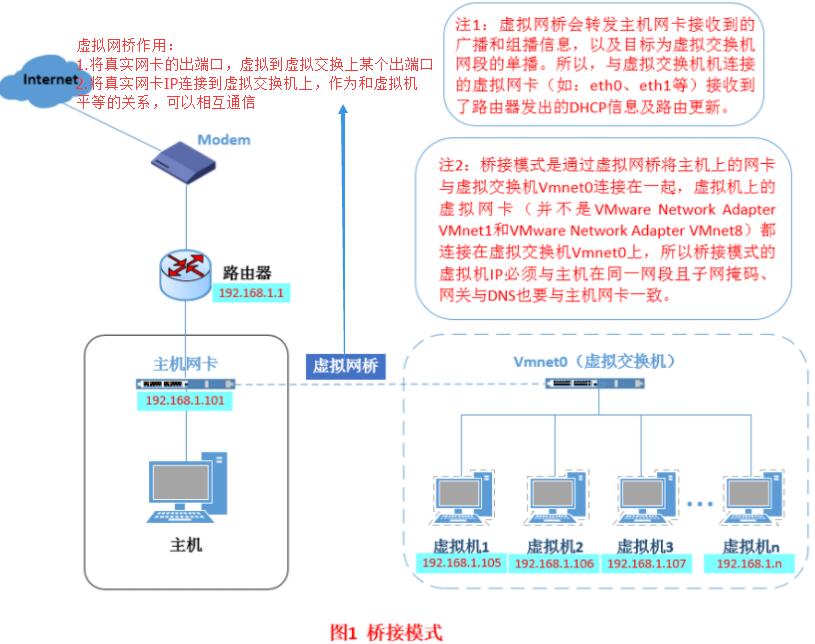 虚拟网桥作用：
1.将真实网卡的出端口，虚拟到虚拟交换上某个出端口
2.将真实网卡IP连接到虚拟交换机上，作为和虚拟机
平等的关系，可以相互通信
Internet
Modem
路由器
192.168.1.1
注1：虚拟网桥会转发主机网卡接收到的
广播和组播信息，以及目标为虚拟交换机
网段的单播。所以，与虚拟交换机机连接
的虚拟网卡（如：eth0、eth1等）接收到
了路由器发出的DHCP信息及路由更新。
注2：桥接模式是通过虚拟网桥将主机上的网卡
与虚拟交换机Vmnet0连接在一起，虚拟机上的
虚拟网卡（并不是VMware Network Adapter
VMnet1和VMware Network Adapter VMnet8）都
连接在虚拟交换机Vmnet0上，所以桥接模式的
虚拟机IP必须与主机在同一网段且子网掩码、
网关与DNS也要与主机网卡一致。
主机网卡
192.168.1.101
主机
虚拟网桥
Vmnet0（虚拟交换机）
虚拟机1
虚拟机2
虚拟机3
虚拟机n
192.168.1.105
192.168.1.106
192.168.1.107
192.168.1.n
图1 桥接模式